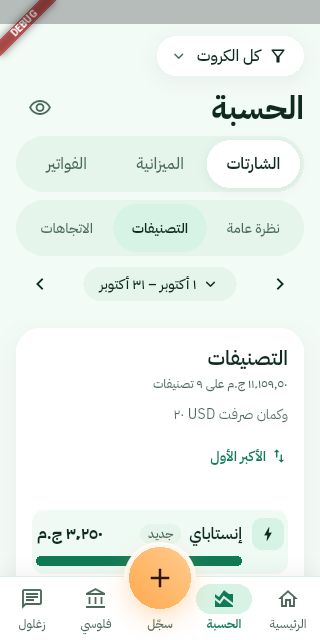 DEBUG
كل الكروت
الحسبة
الشارتات
الميزانية
الفواتير
نظرة عامة
التصنيفات
الاتجاهات
١ أكتوبر – ٣١ أكتوبر
التصنيفات
١١,١٥٩,٥٠ ج.م على ٩ تصنيفات
وكمان صرفت USD ٢٠
الأكبر الأول
إنستاباي
جديد
٣,٢٥٠ ج.م
الرئيسية
الحسبة
سجّل
فلوسي
زغلول